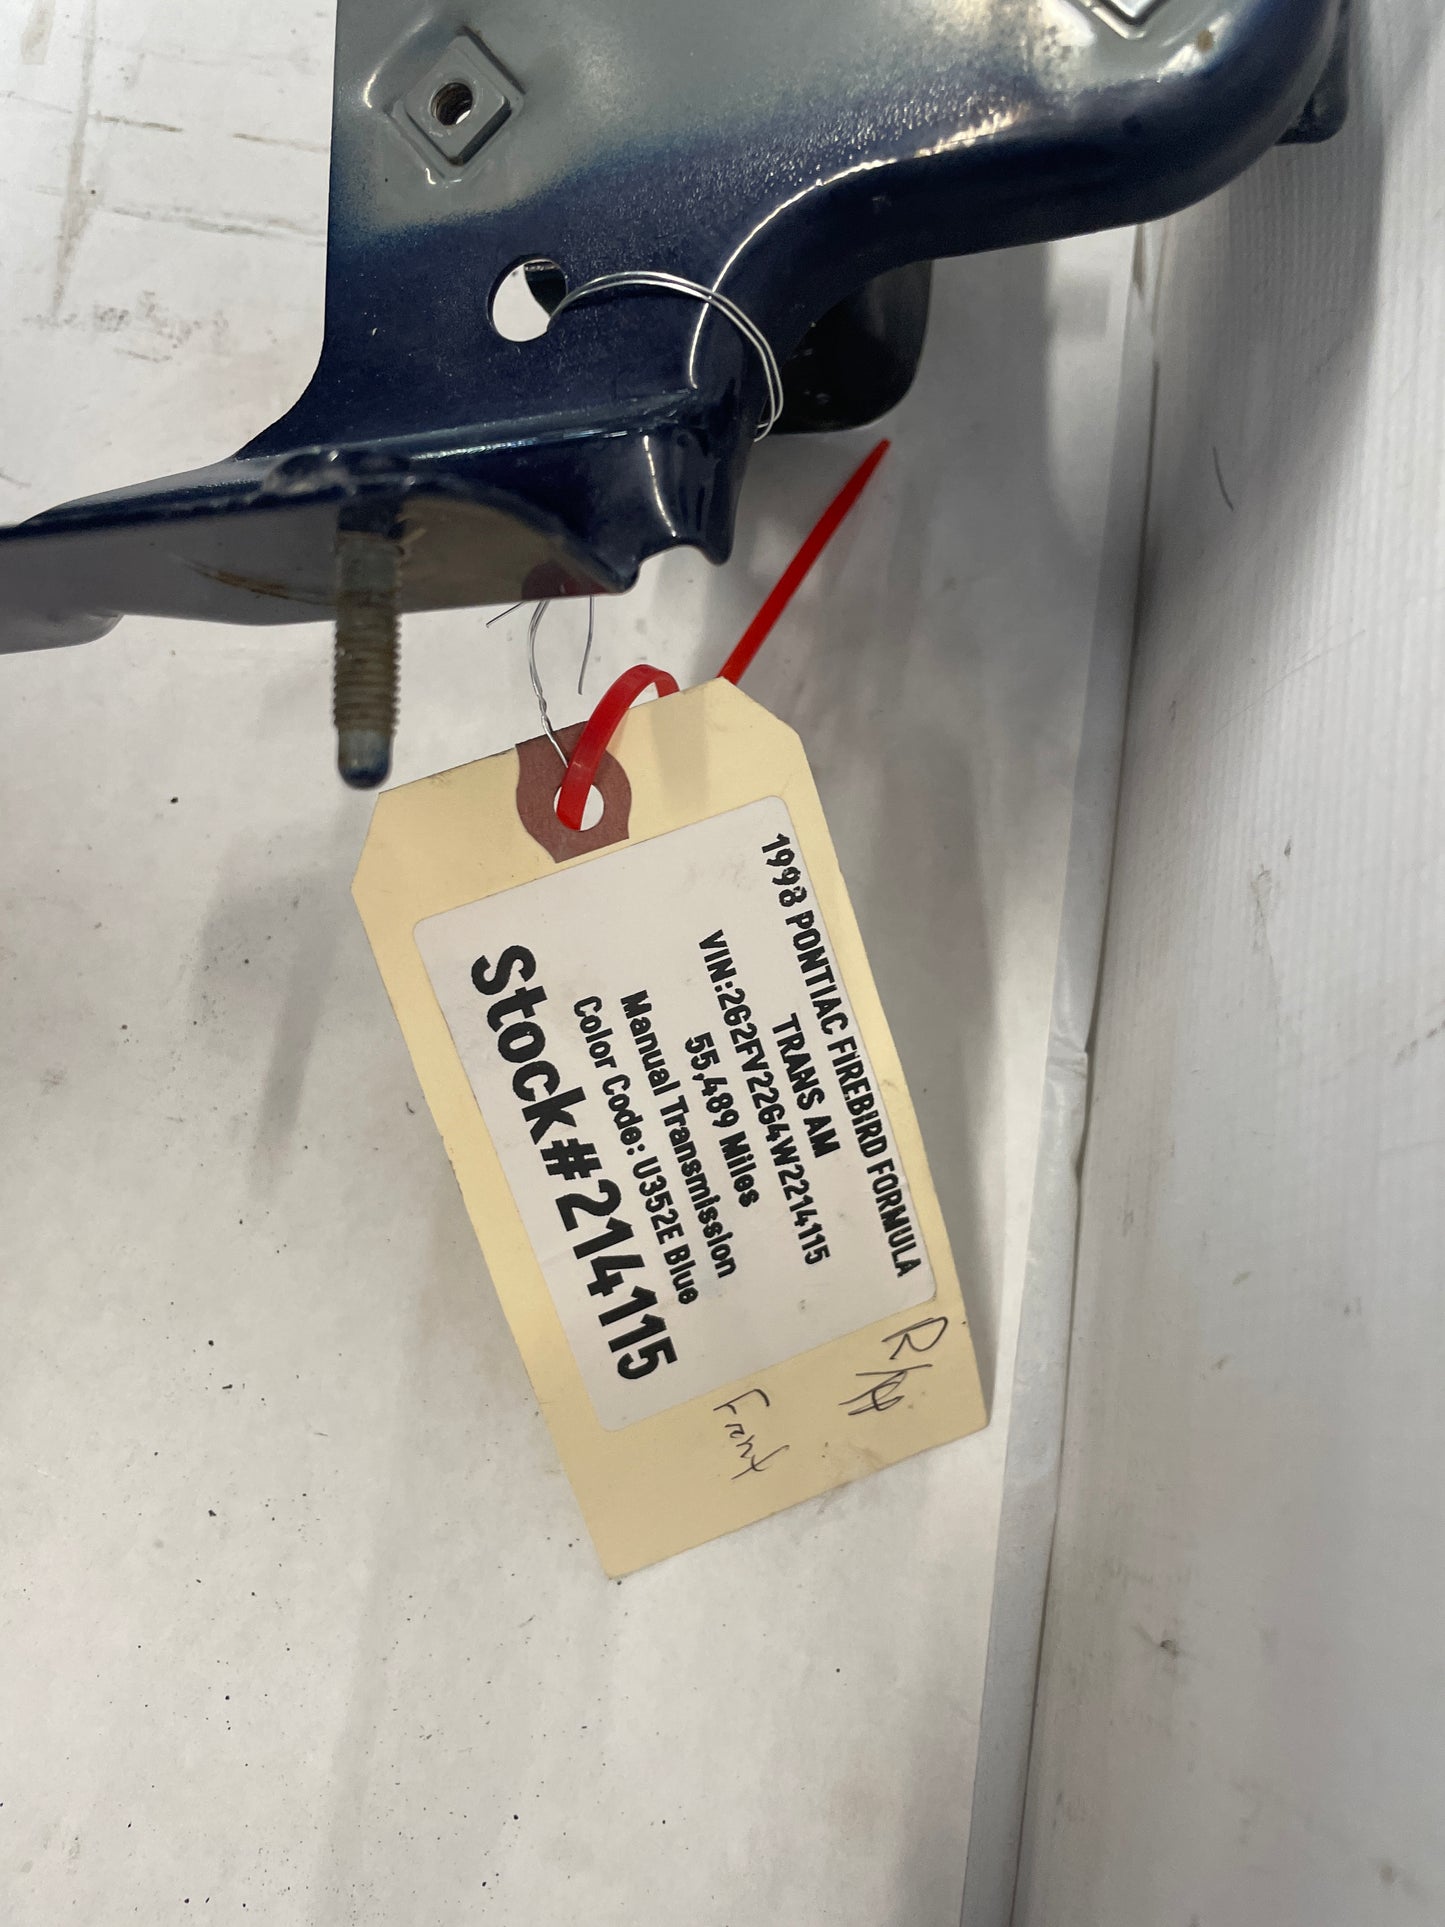 1998 PONTIAC FIREBIRD FORMULA
TRANS AM
VIN:2G2FV22G4W2214115
55,489 Miles
Manual Transmission
Color Code: U352E Blue
Stock#214115
Front